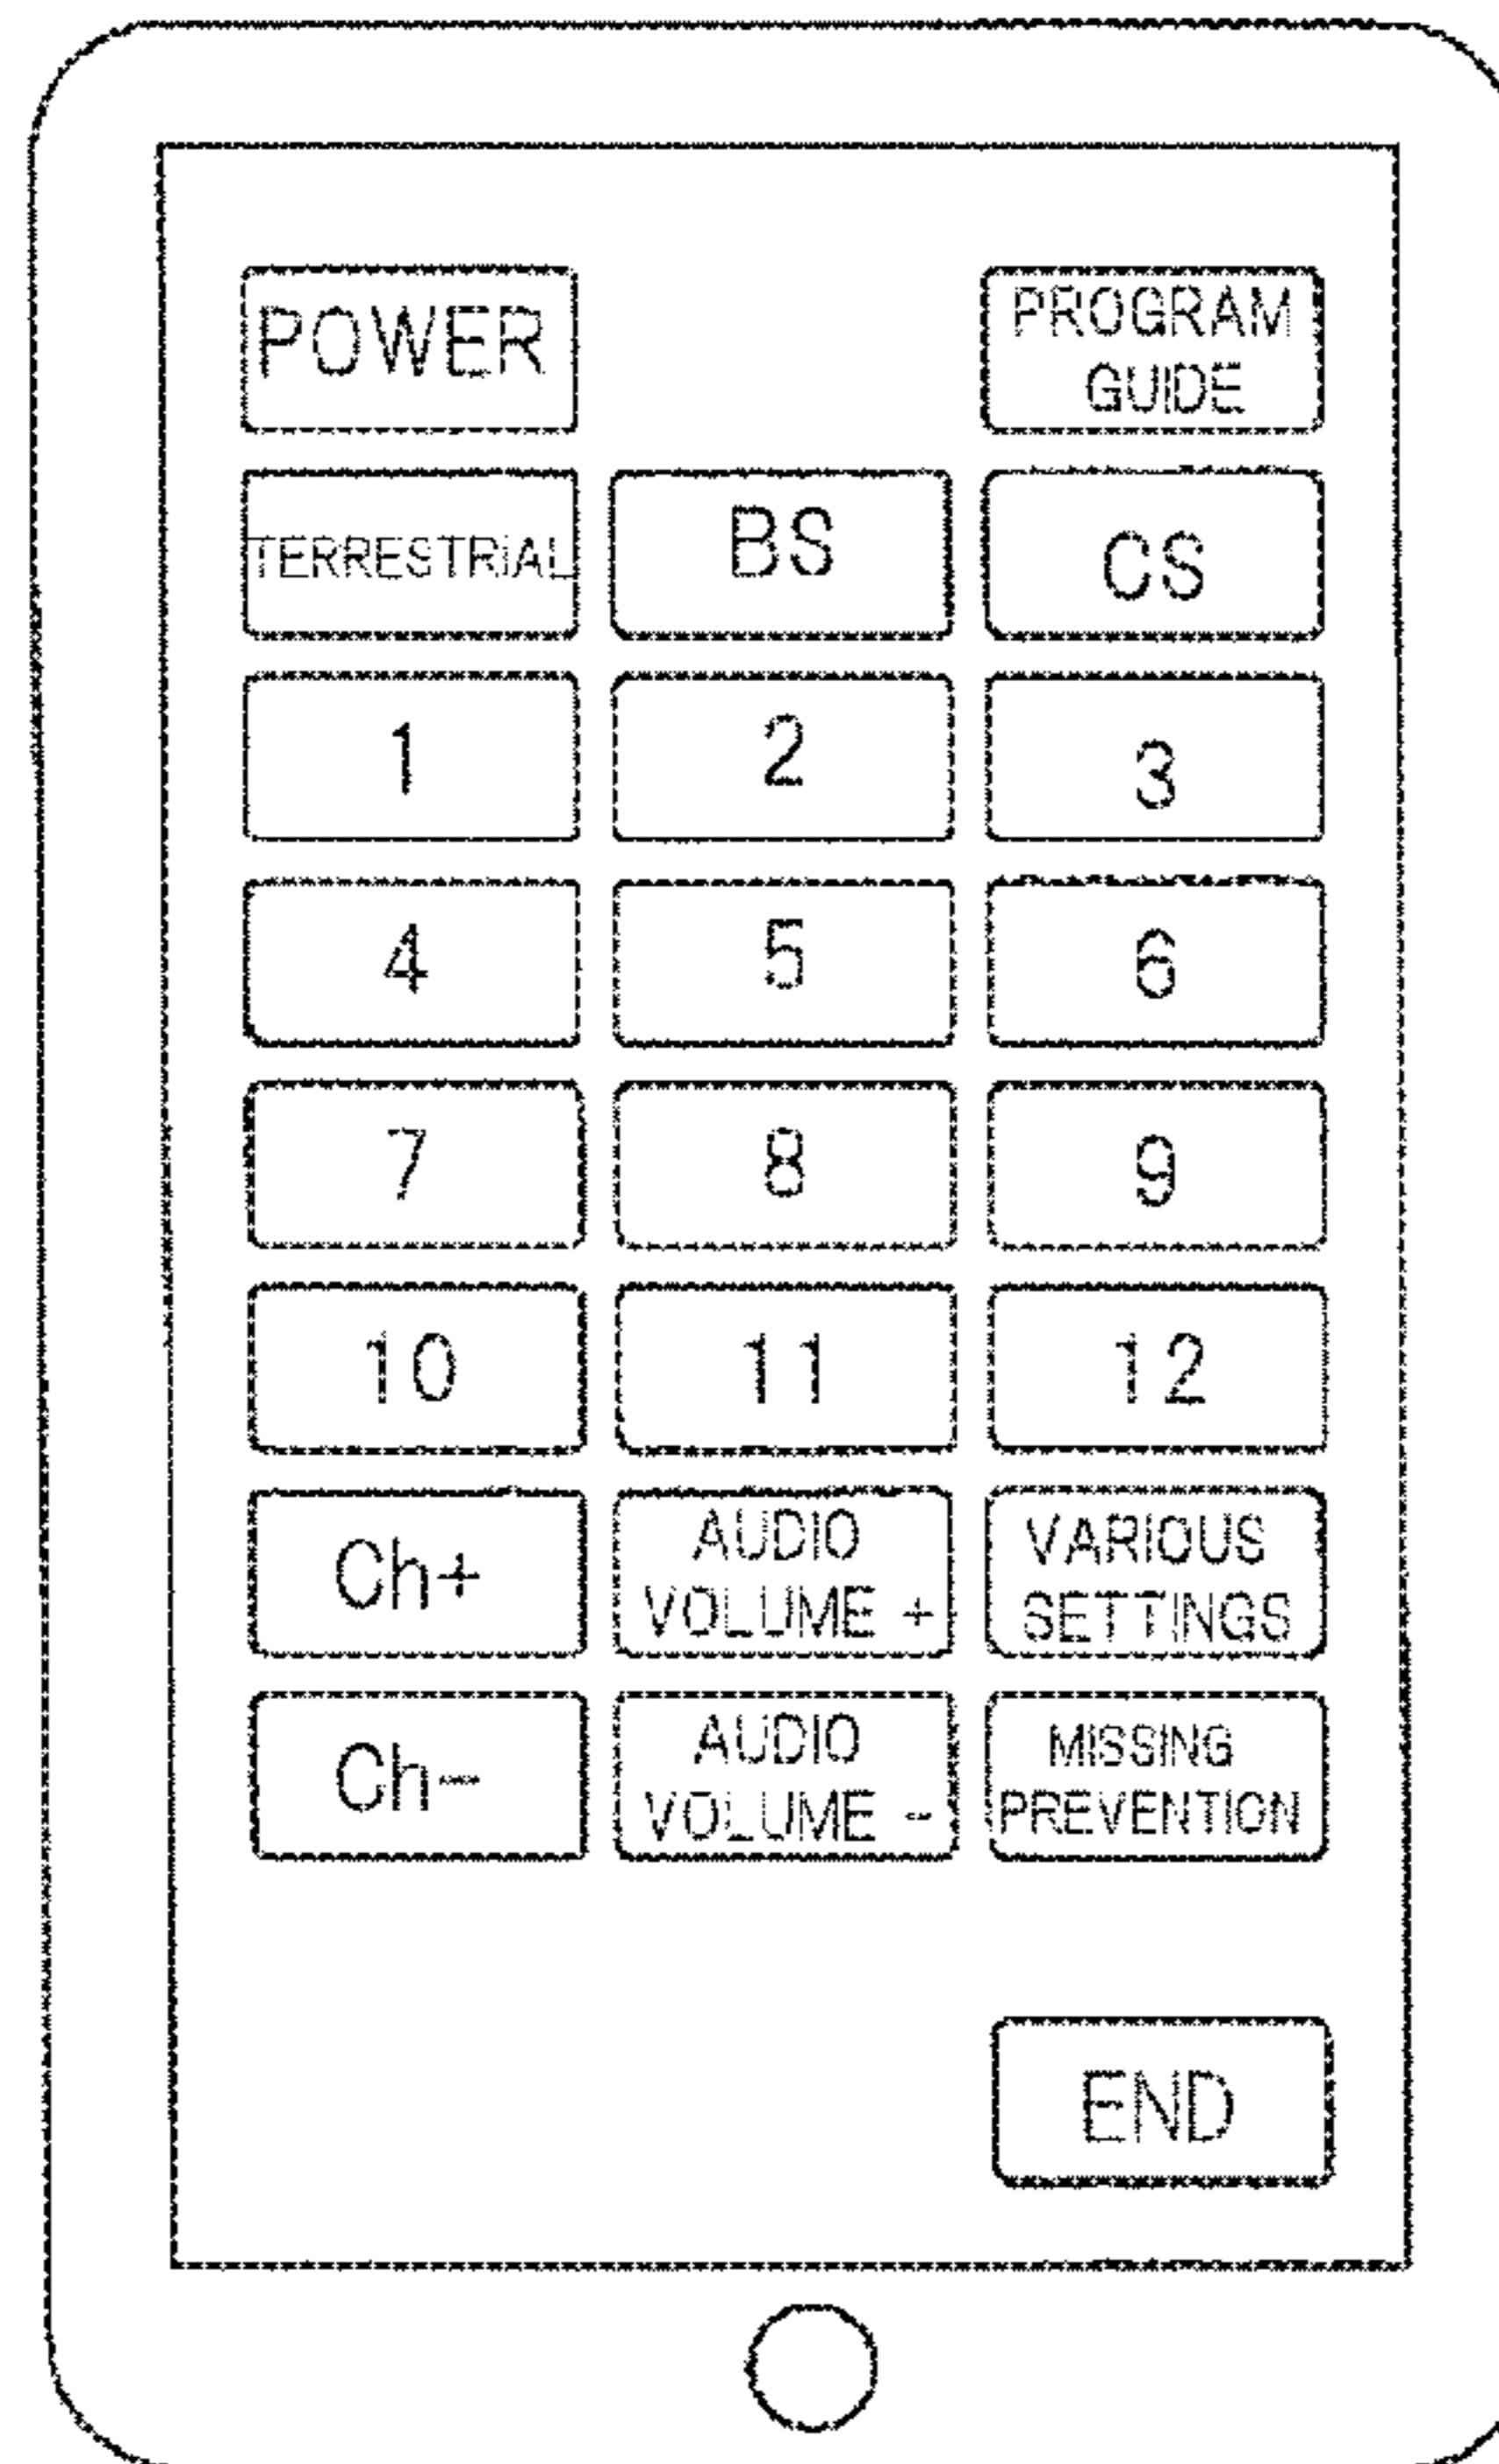 POWER
PROGRAM
GUIDE
TERRESTRIAL
BS
CS
1
2
3
4
5
6
7
8
9
10
11
12
Ch+
AUDIO
VOLUME +
VARIOUS
SETTINGS
Ch-
AUDIO
VOLUME -
MISSING
PREVENTION
END